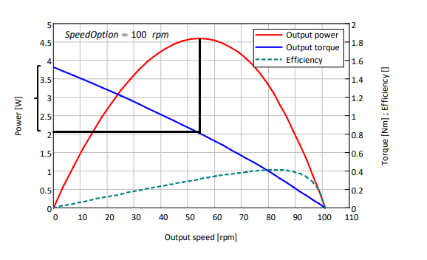 SpeedOption = 100 rpm
Output power
Output torque
Efficiency
5
4.5
4
3.5
3
2.5
2
1.5
1
0.5
0
2
1.8
1.6
1.4
1.2
1
0.8
0.6
0.4
0.2
0
0 10 20 30 40 50 60 70 80 90 100 110
Power [W]
Torque [Nm] ; Efficiency []
Output speed [rpm]